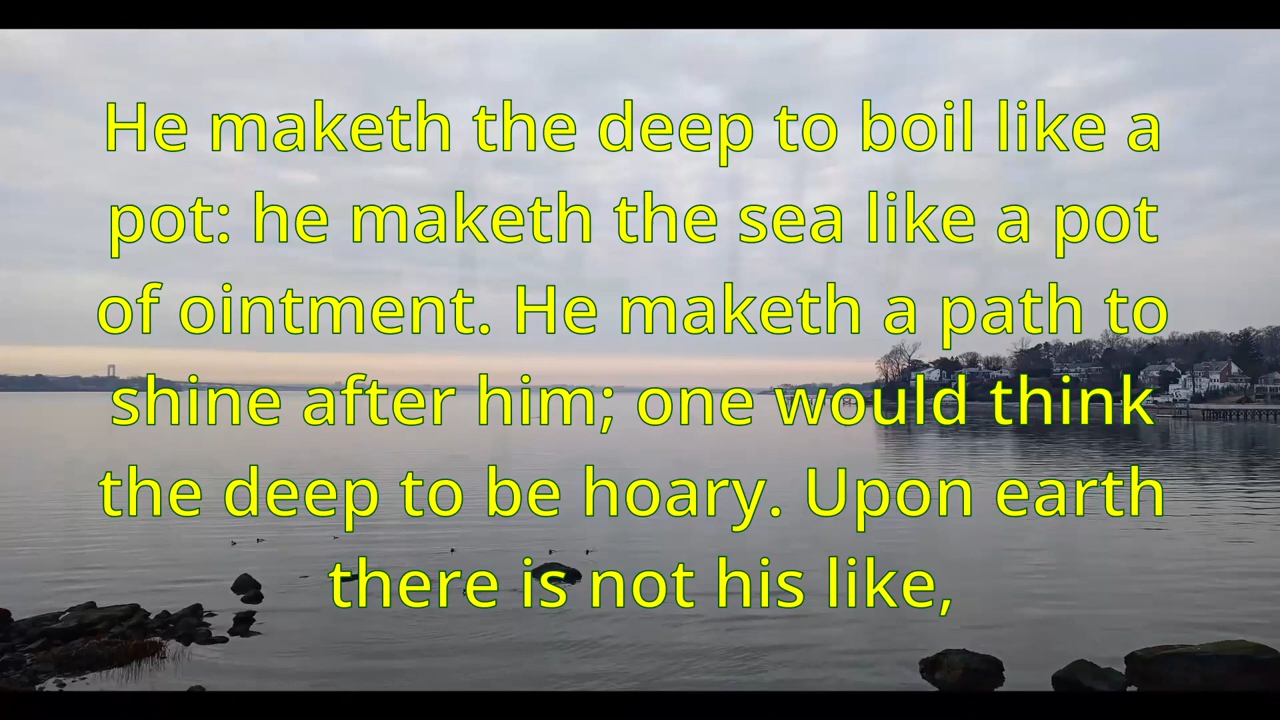 He maketh the deep to boil like a
pot: he maketh the sea like a pot
of ointment. He maketh a path to
shine after him; one would think
the deep to be hoary. Upon earth
there is not his like,